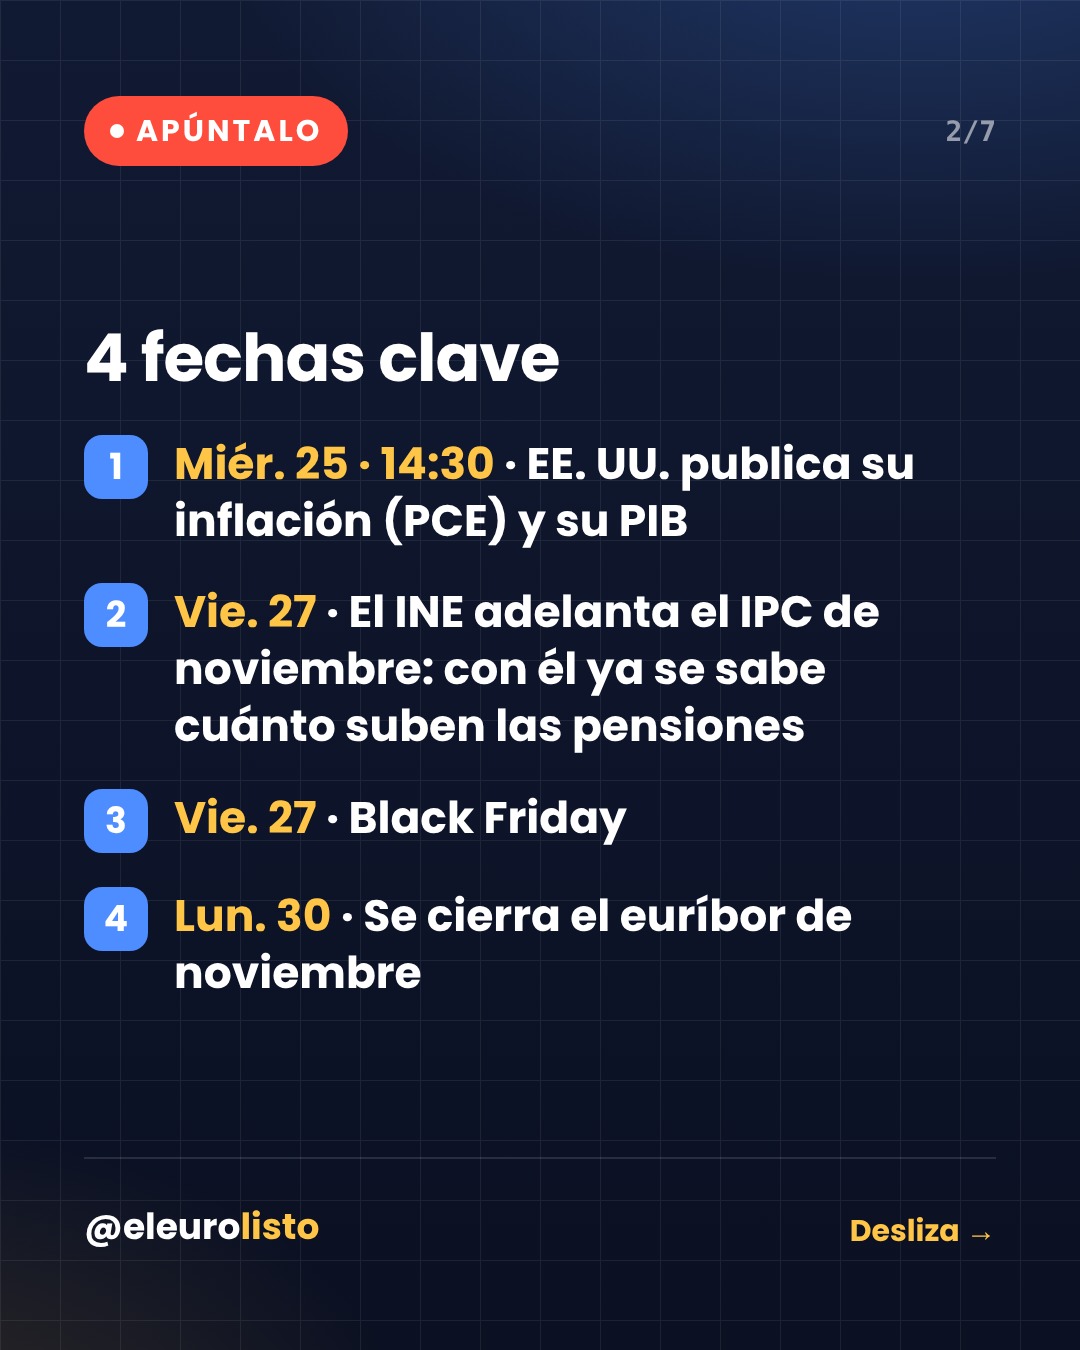 APÚNTALO
2/7
4 fechas clave
1 Miér. 25 · 14:30 · EE. UU. publica su
inflación (PCE) y su PIB
2 Vie. 27 · El INE adelanta el IPC de
noviembre: con él ya se sabe
cuánto suben las pensiones
3 Vie. 27 · Black Friday
4 Lun. 30 · Se cierra el euríbor de
noviembre
@eleurolisto
Desliza →